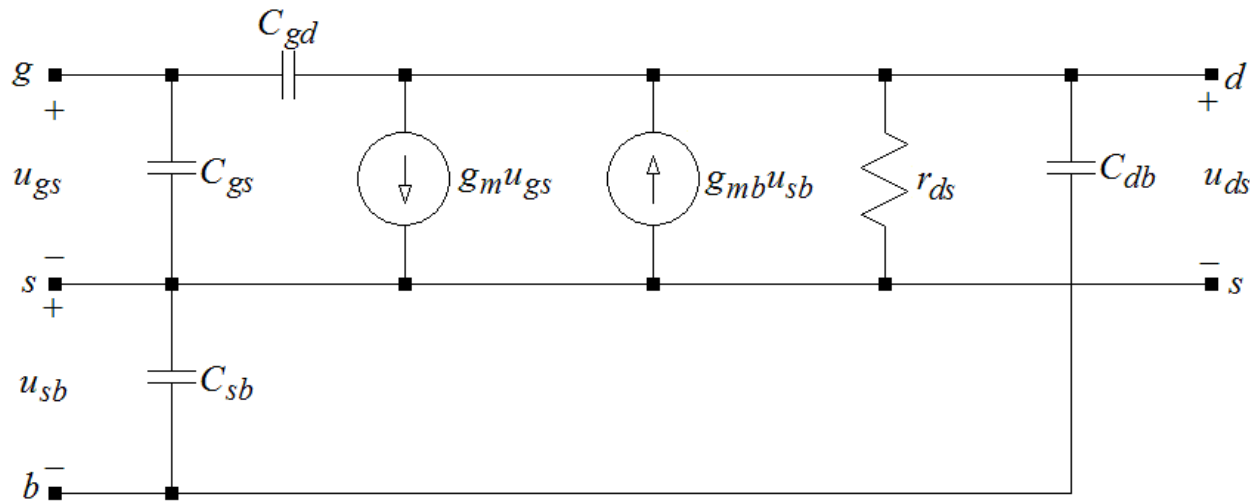 C_gd
g
d
+
+
u_gs
C_gs
g_m u_gs
g_mb u_sb
r_ds
C_db
u_ds
−
−
s
s
+
u_sb
C_sb
−
b